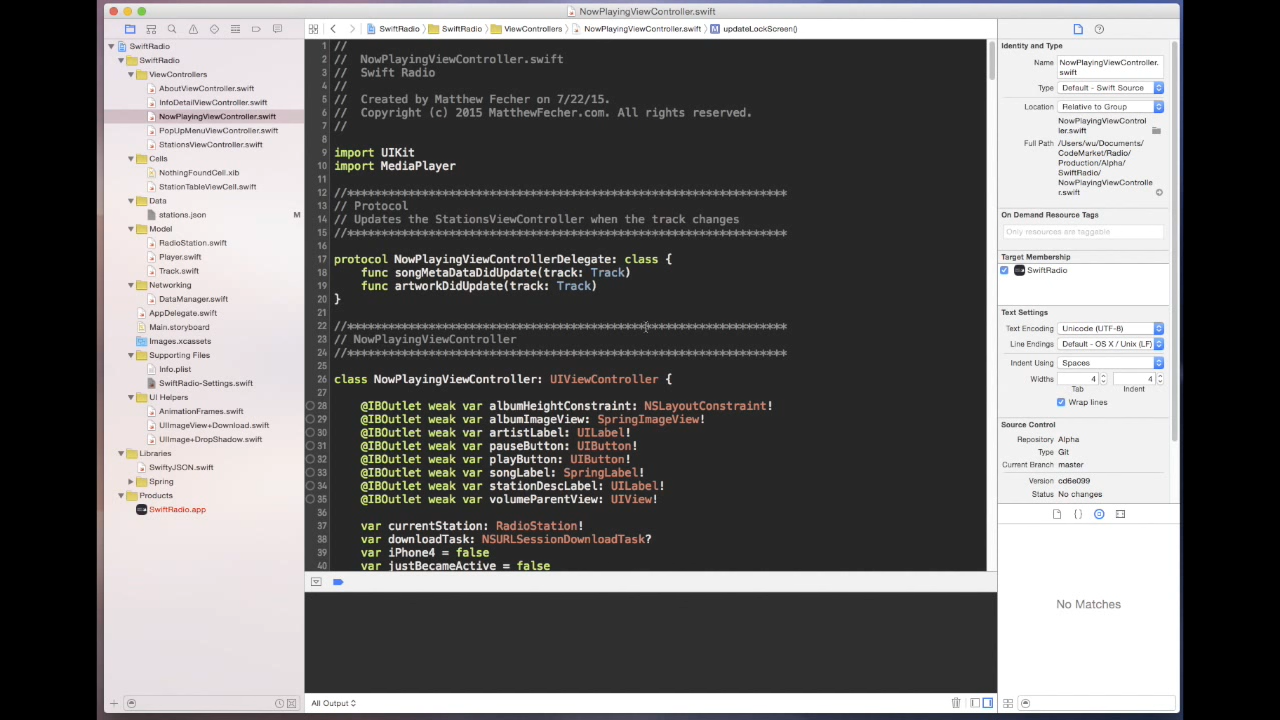 NowPlayingViewController.swift
SwiftRadio
SwiftRadio
ViewControllers
NowPlayingViewController.swift
updateLockScreen()
SwiftRadio
SwiftRadio
ViewControllers
AboutViewController.swift
InfoDetailViewController.swift
NowPlayingViewController.swift
PopUpMenuViewController.swift
StationsViewController.swift
Cells
NothingFoundCell.xib
StationTableViewCell.swift
Data
stations.json
M
Model
RadioStation.swift
Player.swift
Track.swift
Networking
DataManager.swift
AppDelegate.swift
Main.storyboard
Images.xcassets
Supporting Files
Info.plist
SwiftRadio-Settings.swift
UI Helpers
AnimationFrames.swift
UIImageView+Download.swift
UIImage+DropShadow.swift
Libraries
SwiftyJSON.swift
Spring
Products
SwiftRadio.app
1 //
2 //  NowPlayingViewController.swift
3 //  Swift Radio
4 //
5 //  Created by Matthew Fecher on 7/22/15.
6 //  Copyright (c) 2015 MatthewFecher.com. All rights reserved.
7 //
8
9 import UIKit
10 import MediaPlayer
11
12 //*****************************************************************
13 // Protocol
14 // Updates the StationsViewController when the track changes
15 //*****************************************************************
16
17 protocol NowPlayingViewControllerDelegate: class {
18     func songMetaDataDidUpdate(track: Track)
19     func artworkDidUpdate(track: Track)
20 }
21
22 //*****************************************************************
23 // NowPlayingViewController
24 //*****************************************************************
25
26 class NowPlayingViewController: UIViewController {
27
28     @IBOutlet weak var albumHeightConstraint: NSLayoutConstraint!
29     @IBOutlet weak var albumImageView: SpringImageView!
30     @IBOutlet weak var artistLabel: UILabel!
31     @IBOutlet weak var pauseButton: UIButton!
32     @IBOutlet weak var playButton: UIButton!
33     @IBOutlet weak var songLabel: SpringLabel!
34     @IBOutlet weak var stationDescLabel: UILabel!
35     @IBOutlet weak var volumeParentView: UIView!
36
37     var currentStation: RadioStation!
38     var downloadTask: NSURLSessionDownloadTask?
39     var iPhone4 = false
40     var justBecameActive = false
All Output
Identity and Type
Name NowPlayingViewController.
swift
Type Default - Swift Source
Location Relative to Group
NowPlayingViewControl
ler.swift
Full Path /Users/wu/Documents/
CodeMarket/Radio/
Production/Alpha/
SwiftRadio/
NowPlayingViewControlle
r.swift
On Demand Resource Tags
Only resources are taggable
Target Membership
SwiftRadio
Text Settings
Text Encoding Unicode (UTF-8)
Line Endings Default - OS X / Unix (LF)
Indent Using Spaces
Widths 4 4
Tab Indent
Wrap lines
Source Control
Repository Alpha
Type Git
Current Branch master
Version cd6e099
Status No changes
No Matches